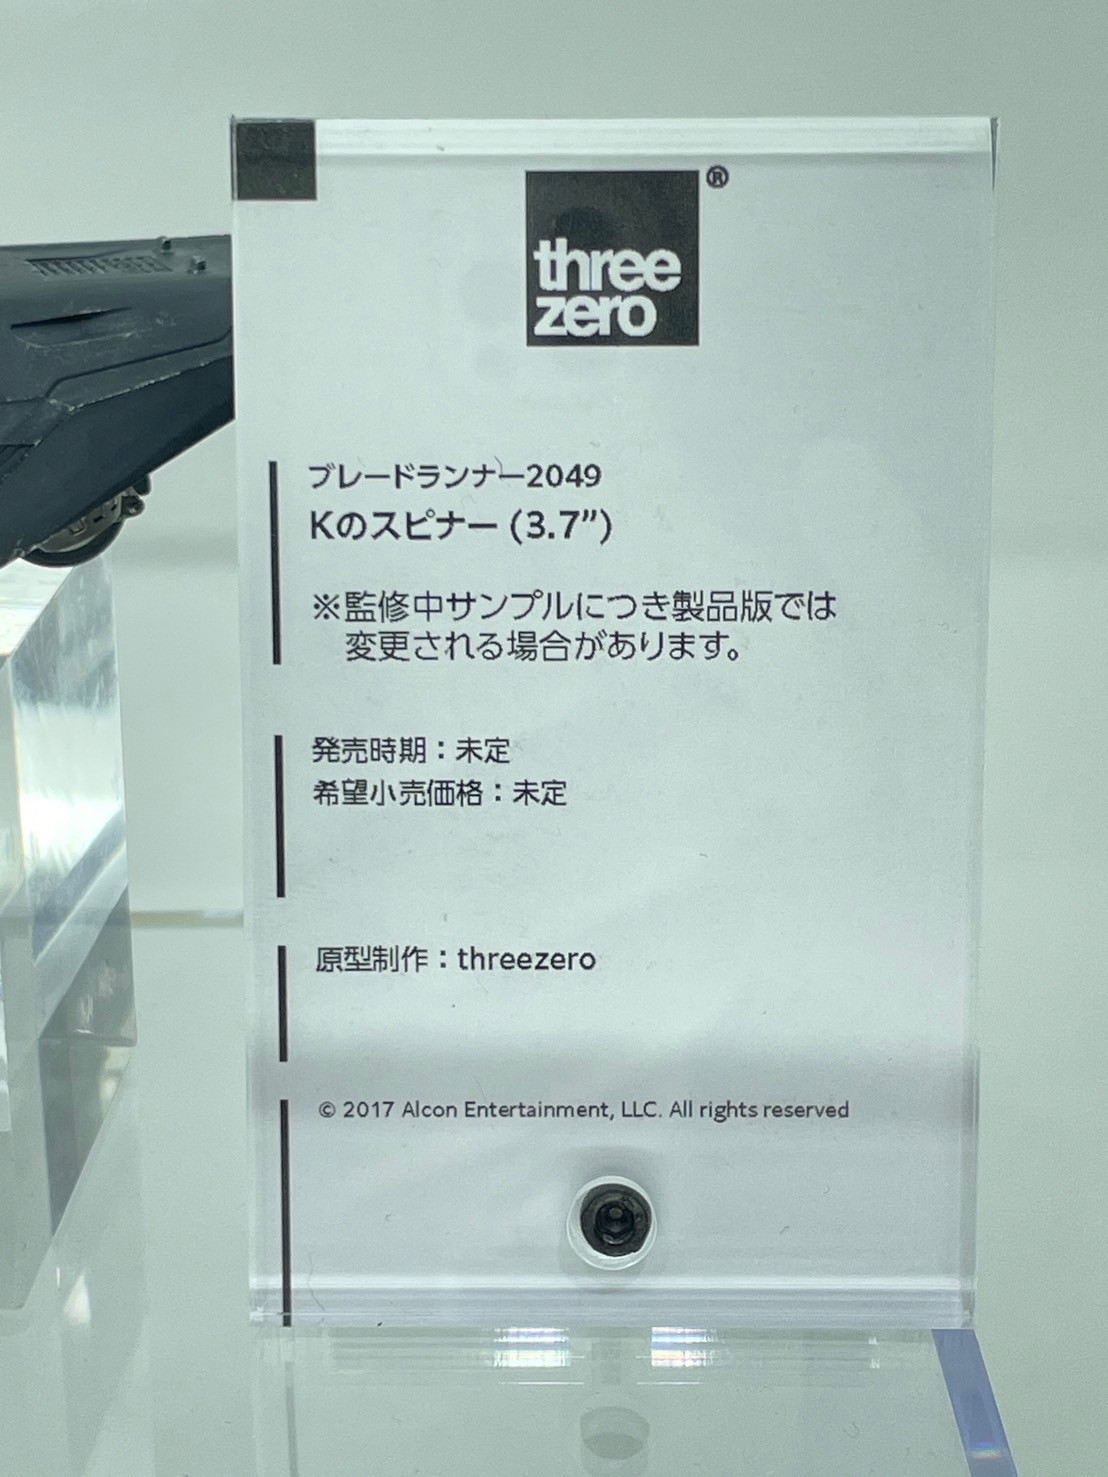 three
zero
®
ブレードランナー2049
Kのスピナー (3.7”)
※監修中サンプルにつき製品版では
変更される場合があります。
発売時期：未定
希望小売価格：未定
原型制作：threezero
© 2017 Alcon Entertainment, LLC. All rights reserved